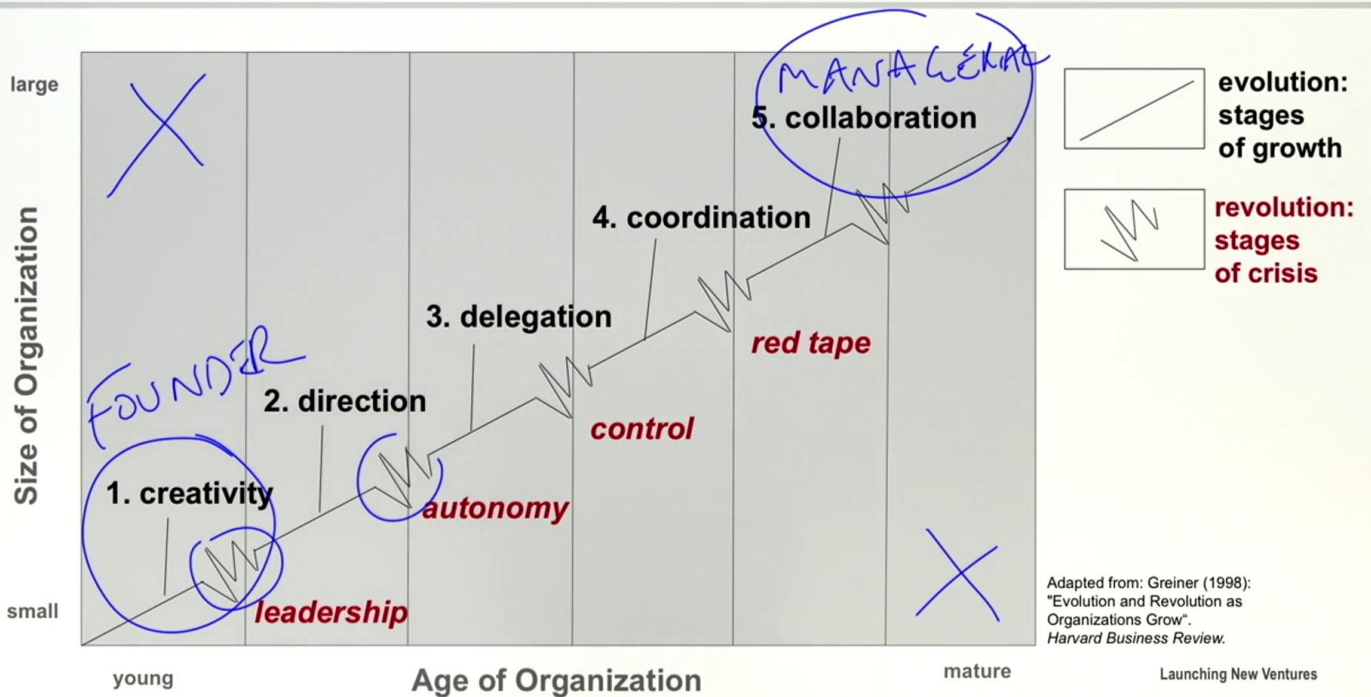 large
MANAGERAL
5. collaboration
evolution:
stages
of growth
4. coordination
revolution:
stages
of crisis
3. delegation
red tape
FOUNDER
2. direction
control
Size of Organization
1. creativity
autonomy
small
leadership
Adapted from: Greiner (1998):
"Evolution and Revolution as
Organizations Grow".
Harvard Business Review.
young
Age of Organization
mature
Launching New Ventures